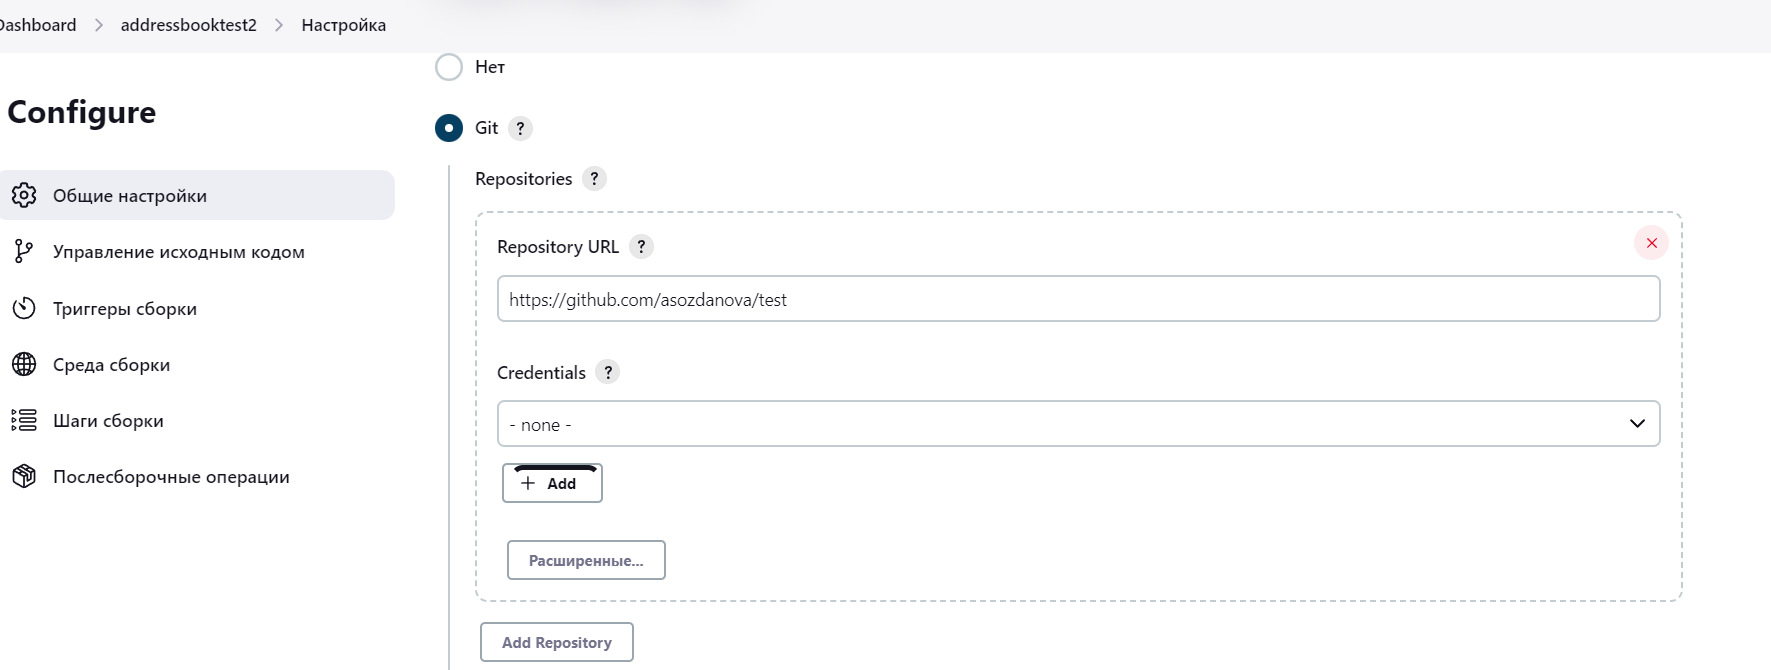 Dashboard > addressbooktest2 > Настройка
Нет
Configure
Git ?
Repositories ?
Общие настройки
Repository URL ?
Управление исходным кодом
https://github.com/asozdanova/test
Триггеры сборки
Среда сборки
Credentials ?
Шаги сборки
- none -
Послесборочные операции
Add
Расширенные...
Add Repository